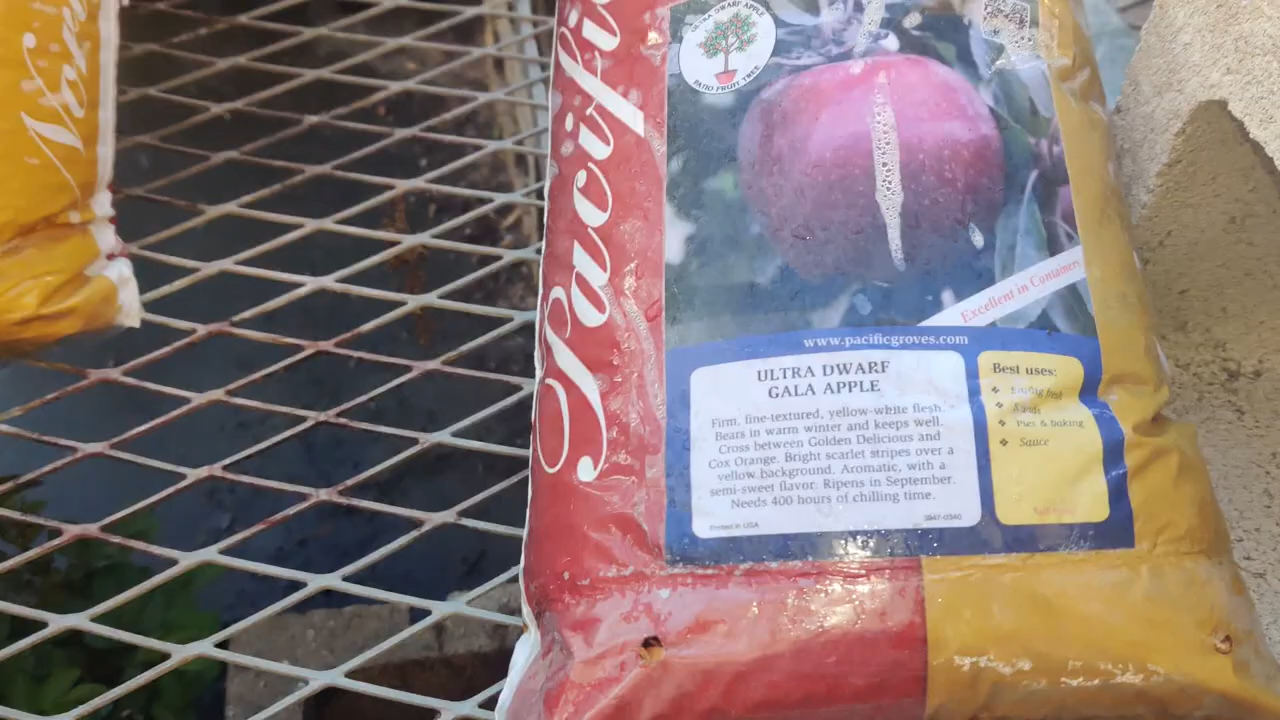 Nori
Pacific
ULTRA DWARF APPLE
PATIO FRUIT TREE
Excellent in Containers
www.pacificgroves.com
ULTRA DWARF
GALA APPLE
Firm, fine-textured, yellow-white flesh.
Bears in warm winter and keeps well.
Cross between Golden Delicious and
Cox Orange. Bright scarlet stripes over a
yellow background. Aromatic, with a
semi-sweet flavor. Ripens in September.
Needs 400 hours of chilling time.
Printed in USA
3947-0340
Best uses:
Pies & baking
Sauce